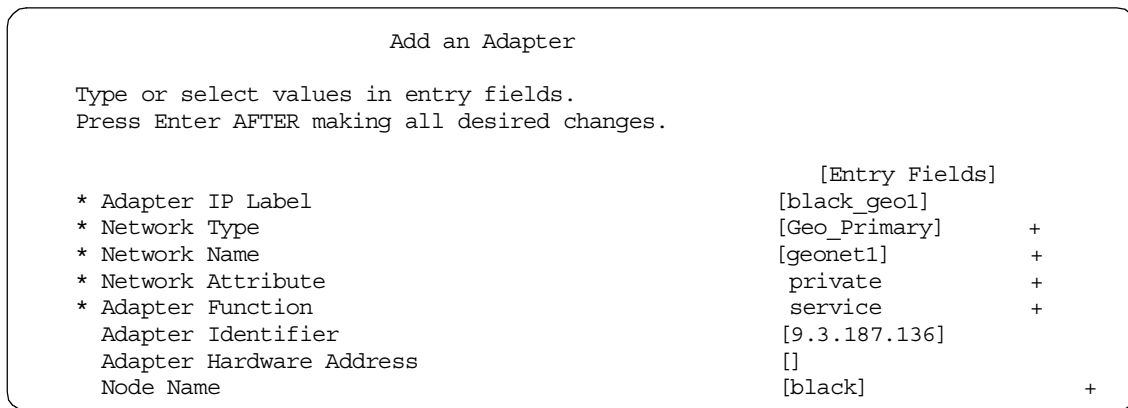 Add an Adapter
Type or select values in entry fields.
Press Enter AFTER making all desired changes.
[Entry Fields]
* Adapter IP Label [black_geo1]
* Network Type [Geo_Primary] +
* Network Name [geonet1] +
* Network Attribute private +
* Adapter Function service +
Adapter Identifier [9.3.187.136]
Adapter Hardware Address []
Node Name [black] +